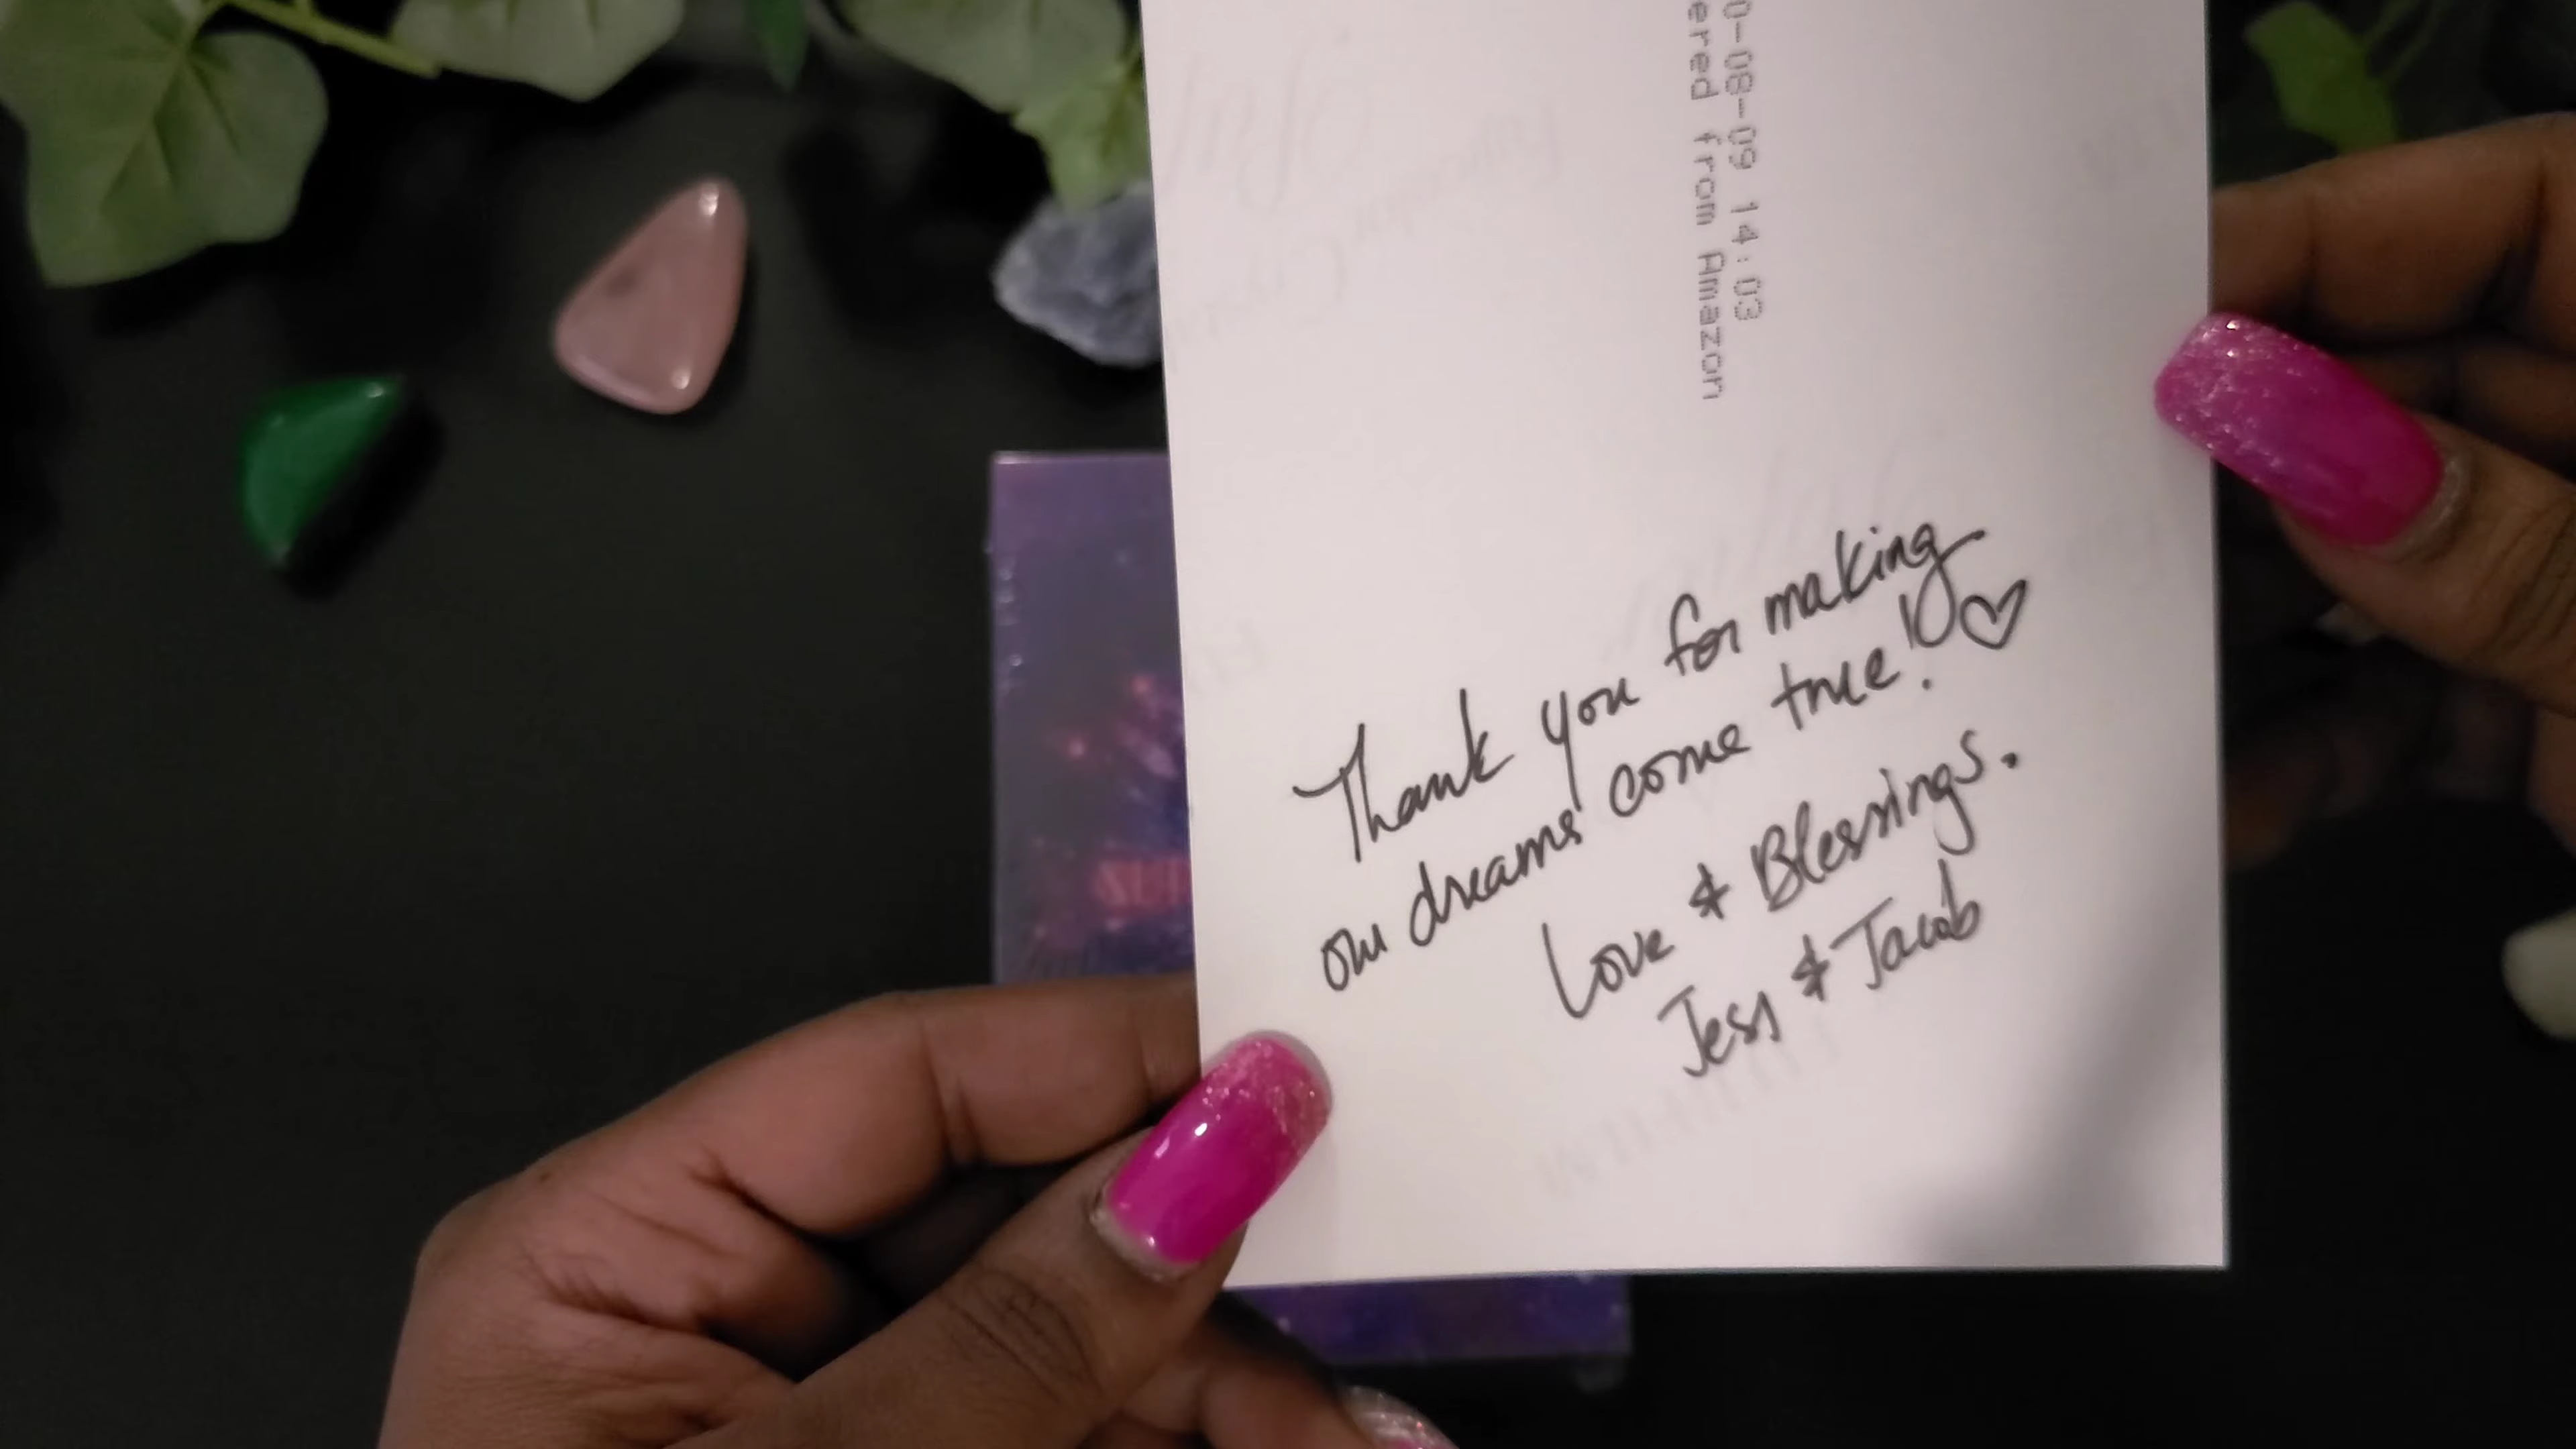 0-08-09 14:03
ered from Amazon
Thank you for making
our dreams come true!
Love & Blessings.
Jess & Jacob